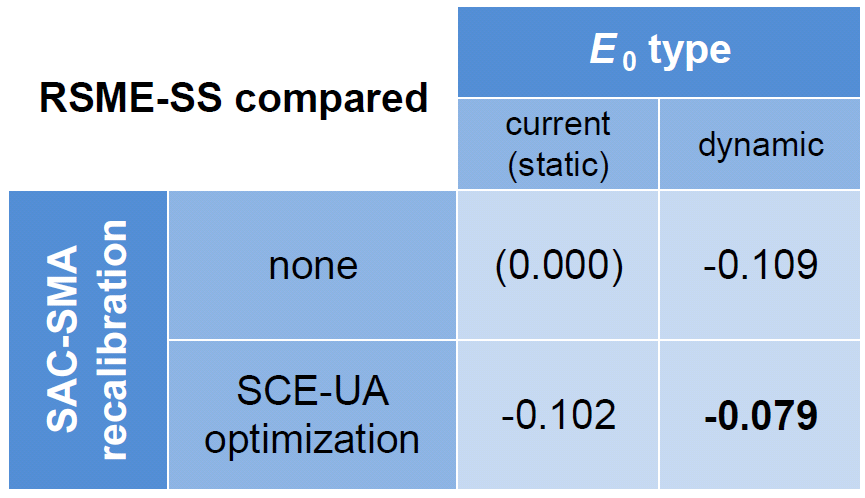 RSME-SS compared
E0 type
current
(static)
dynamic
SAC-SMA
recalibration
none
(0.000)
-0.109
SCE-UA
optimization
-0.102
-0.079